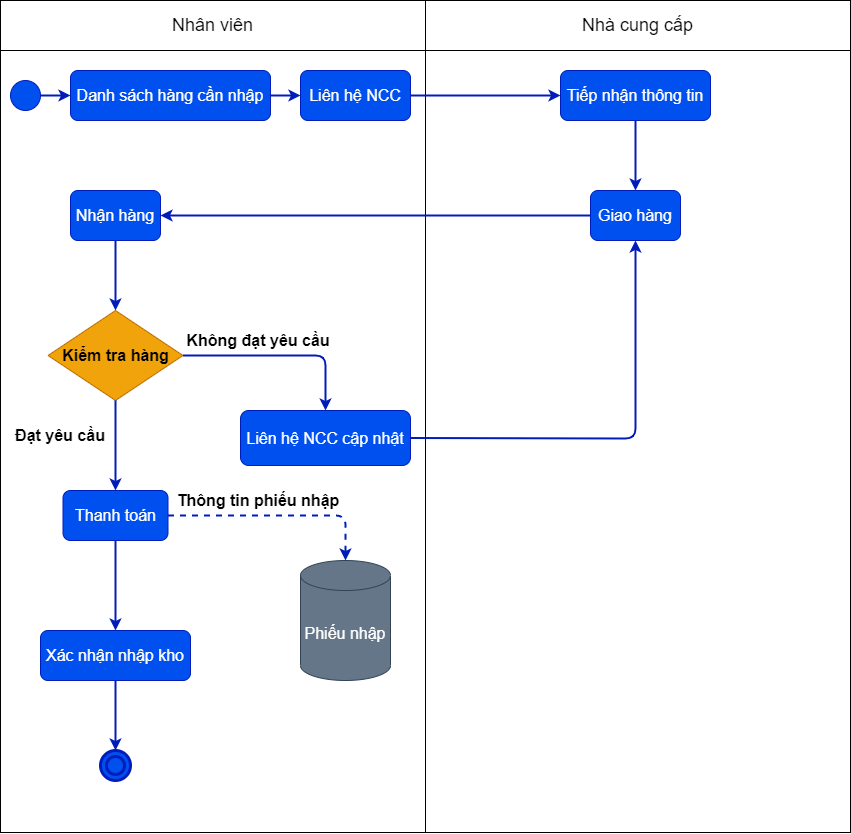 Nhân viên
Nhà cung cấp
Danh sách hàng cần nhập
Liên hệ NCC
Tiếp nhận thông tin
Nhận hàng
Giao hàng
Không đạt yêu cầu
Kiểm tra hàng
Đạt yêu cầu
Liên hệ NCC cập nhật
Thông tin phiếu nhập
Thanh toán
Phiếu nhập
Xác nhận nhập kho